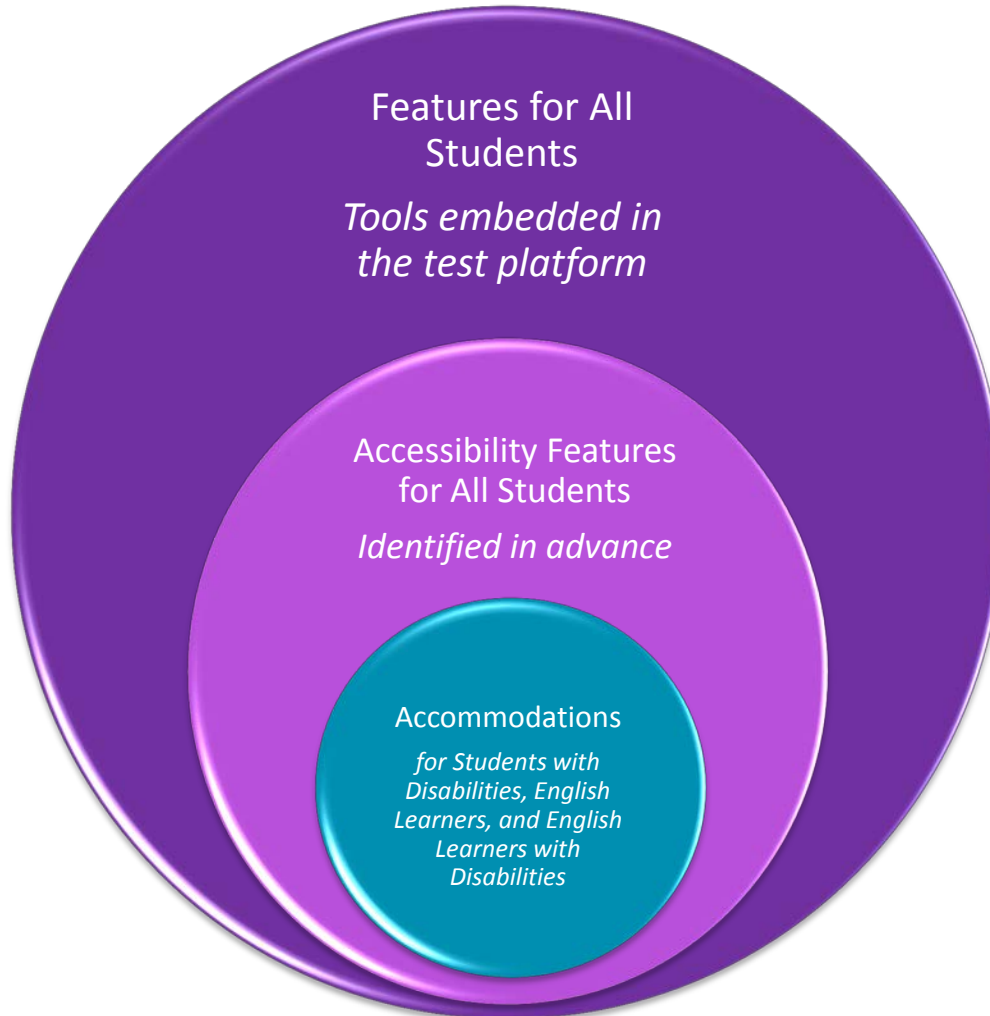 Features for All
Students
Tools embedded in
the test platform
Accessibility Features
for All Students
Identified in advance
Accommodations
for Students with
Disabilities, English
Learners, and English
Learners with
Disabilities